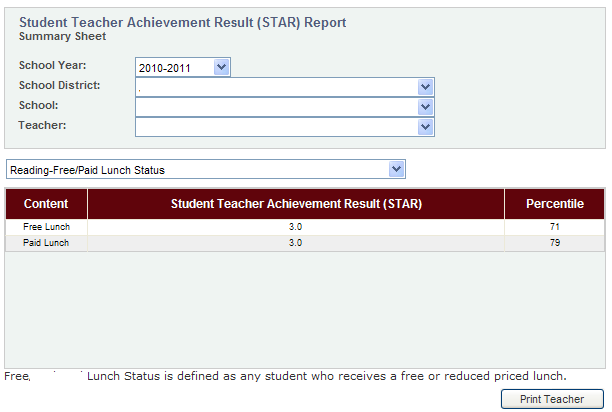 Student Teacher Achievement Result (STAR) Report
Summary Sheet
School Year: 2010-2011
School District:
School:
Teacher:
Reading-Free/Paid Lunch Status
Content Student Teacher Achievement Result (STAR) Percentile
Free Lunch 3.0 71
Paid Lunch 3.0 79
Free, Lunch Status is defined as any student who receives a free or reduced priced lunch.
Print Teacher